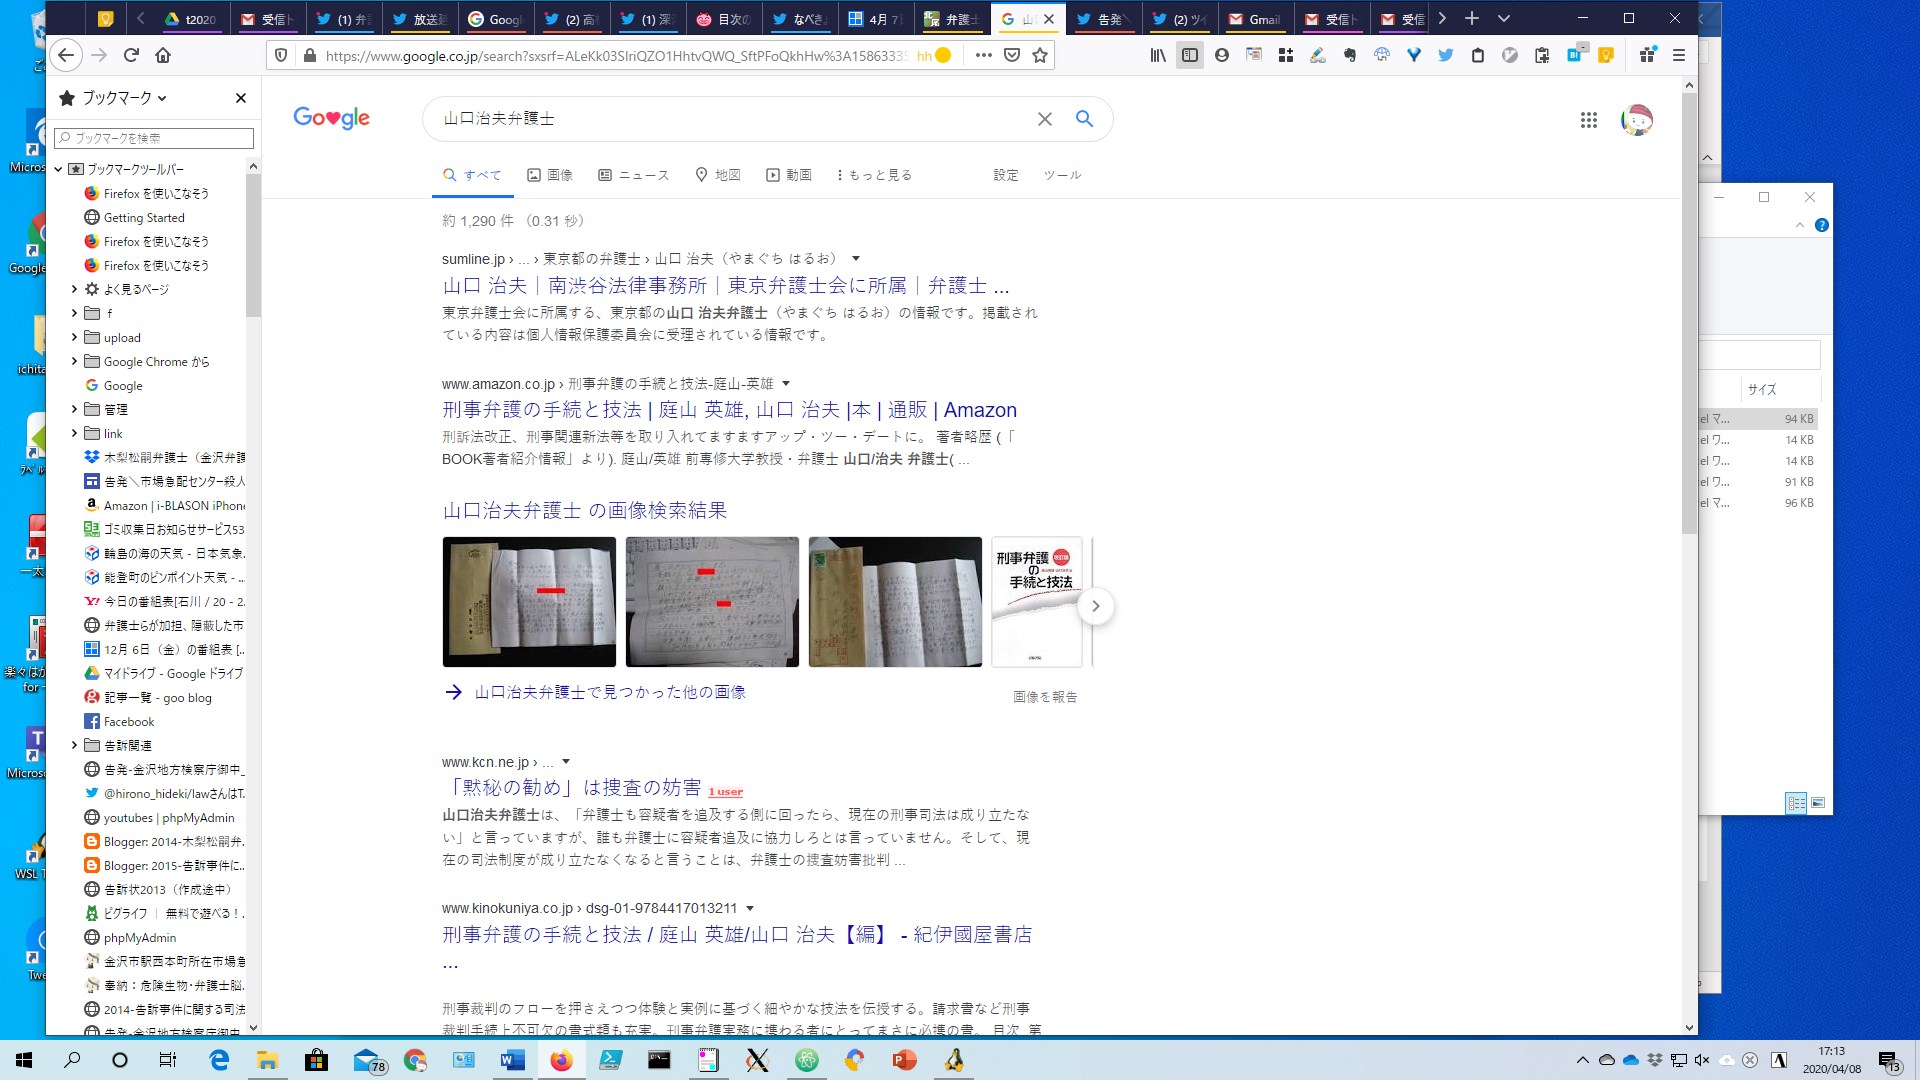 t2020
受信ト
(1) 弁
放送
Googl
(2) 高
(1) 深
目次の
なべき
4月 7
弁護士
山
告発
(2) ツイ
Gmail
受信ト
受信
https://www.google.co.jp/search?sxsrf=ALeKk03SIriQZO1HhtvQWQ_SftPFoQkhHw%3A15863335
hh
ブックマーク
ブックマークを検索
ブックマークツールバー
Firefox を使いこなそう
Getting Started
Firefox を使いこなそう
Firefox を使いこなそう
よく見るページ
f
upload
Google Chrome から
Google
管理
link
木梨松嗣弁護士（金沢弁護
告発＼市場急配センター殺人
Amazon | i-BLASON iPhone
ゴミ収集日お知らせサービス53
輪島の海の天気 - 日本気象.
能登町のピンポイント天気 - ...
今日の番組表[石川 / 20 - 2.
弁護士らが加担、隠蔽した市
12月 6日（金）の番組表 [..
マイドライブ - Google ドライブ
記事一覧 - goo blog
Facebook
告訴関連
告発-金沢地方検察庁御中_
@hirono_hideki/lawさんはT.
youtubes | phpMyAdmin
Blogger: 2014-木梨松嗣弁.
Blogger: 2015-告訴事件に..
告訴状2013（作成途中）
ピグライフ ｜ 無料で遊べる！.
phpMyAdmin
金沢市駅西本町所在市場急
奉納：危険生物・弁護士脳.
2014-告訴事件に関する司法
告発-金沢地方検察庁御中
Google
山口治夫弁護士
すべて
画像
ニュース
地図
動画
もっと見る
設定
ツール
約 1,290 件 （0.31 秒）
sumline.jp › ... › 東京都の弁護士 › 山口 治夫（やまぐち はるお）
山口 治夫｜南渋谷法律事務所｜東京弁護士会に所属｜弁護士 ...
東京弁護士会に所属する、東京都の山口 治夫弁護士（やまぐち はるお）の情報です。掲載され
ている内容は個人情報保護委員会に受理されている情報です。
www.amazon.co.jp › 刑事弁護の手続と技法-庭山-英雄
刑事弁護の手続と技法 | 庭山 英雄, 山口 治夫 |本 | 通販 | Amazon
刑訴法改正、刑事関連新法等を取り入れてますますアップ・ツー・デートに。 著者略歴 (「
BOOK著者紹介情報」より). 庭山/英雄 前専修大学教授・弁護士 山口/治夫 弁護士( ...
山口治夫弁護士 の画像検索結果
刑事弁護
の
手続と技法
山口治夫弁護士で見つかった他の画像
画像を報告
www.kcn.ne.jp › ...
「黙秘の勧め」は捜査の妨害 1 user
山口治夫弁護士は、「弁護士も容疑者を追及する側に回ったら、現在の刑事司法は成り立たな
い」と言っていますが、誰も弁護士に容疑者追及に協力しろとは言っていません。そして、現
在の司法制度が成り立たなくなると言うことは、弁護士の捜査妨害批判 ...
www.kinokuniya.co.jp › dsg-01-9784417013211
刑事弁護の手続と技法 / 庭山 英雄/山口 治夫【編】 - 紀伊國屋書店
...
刑事裁判のフローを押さえつつ体験と実例に基づく細やかな技法を伝授する。請求書など刑事
裁判手続上不可欠の書式類も充実。刑事弁護実務に携わる者にとってまさに必携の書。 目次 第
サイズ
el マ...
94 KB
el ワ...
14 KB
el ワ...
14 KB
el ワ...
91 KB
el マ...
96 KB
Micros
Google
ichita
一太
楽々は
for
Micros
WSL T
Twe
78
A
17:13
2020/04/08
13